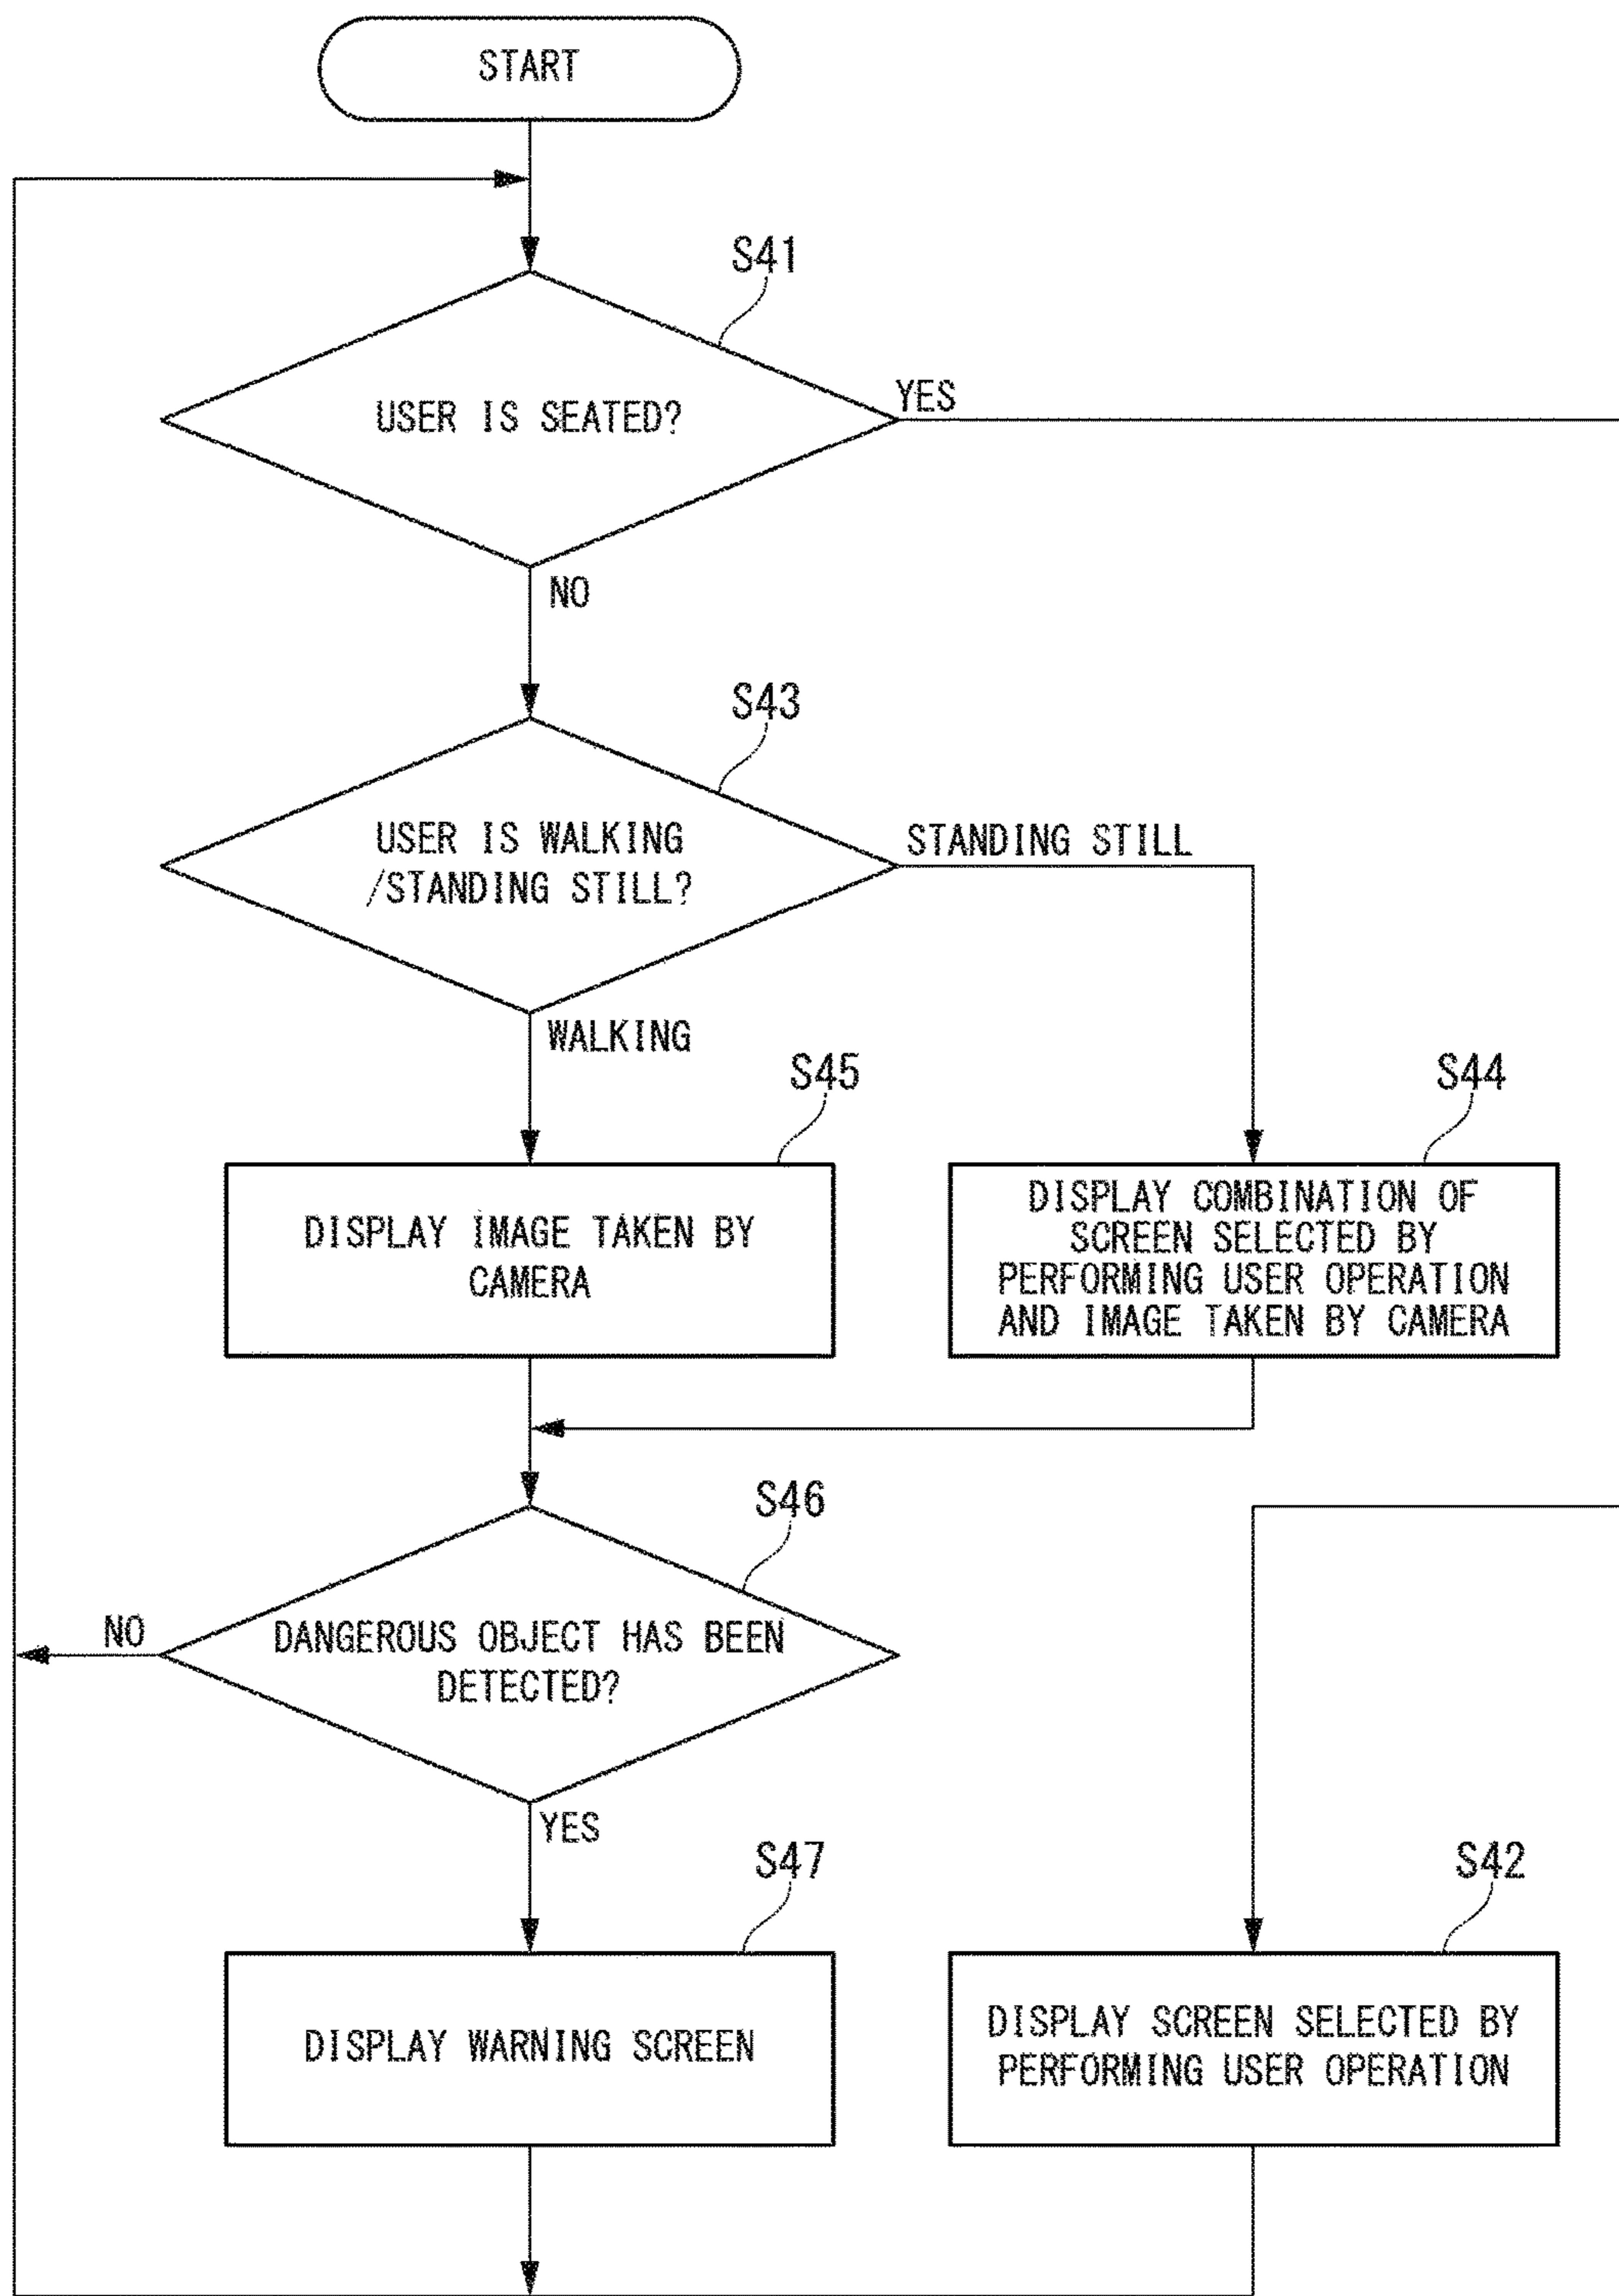 START
S41
USER IS SEATED?
YES
NO
S43
USER IS WALKING
/STANDING STILL?
STANDING STILL
WALKING
S45
DISPLAY IMAGE TAKEN BY
CAMERA
S44
DISPLAY COMBINATION OF
SCREEN SELECTED BY
PERFORMING USER OPERATION
AND IMAGE TAKEN BY CAMERA
S46
DANGEROUS OBJECT HAS BEEN
DETECTED?
NO
YES
S47
DISPLAY WARNING SCREEN
S42
DISPLAY SCREEN SELECTED BY
PERFORMING USER OPERATION